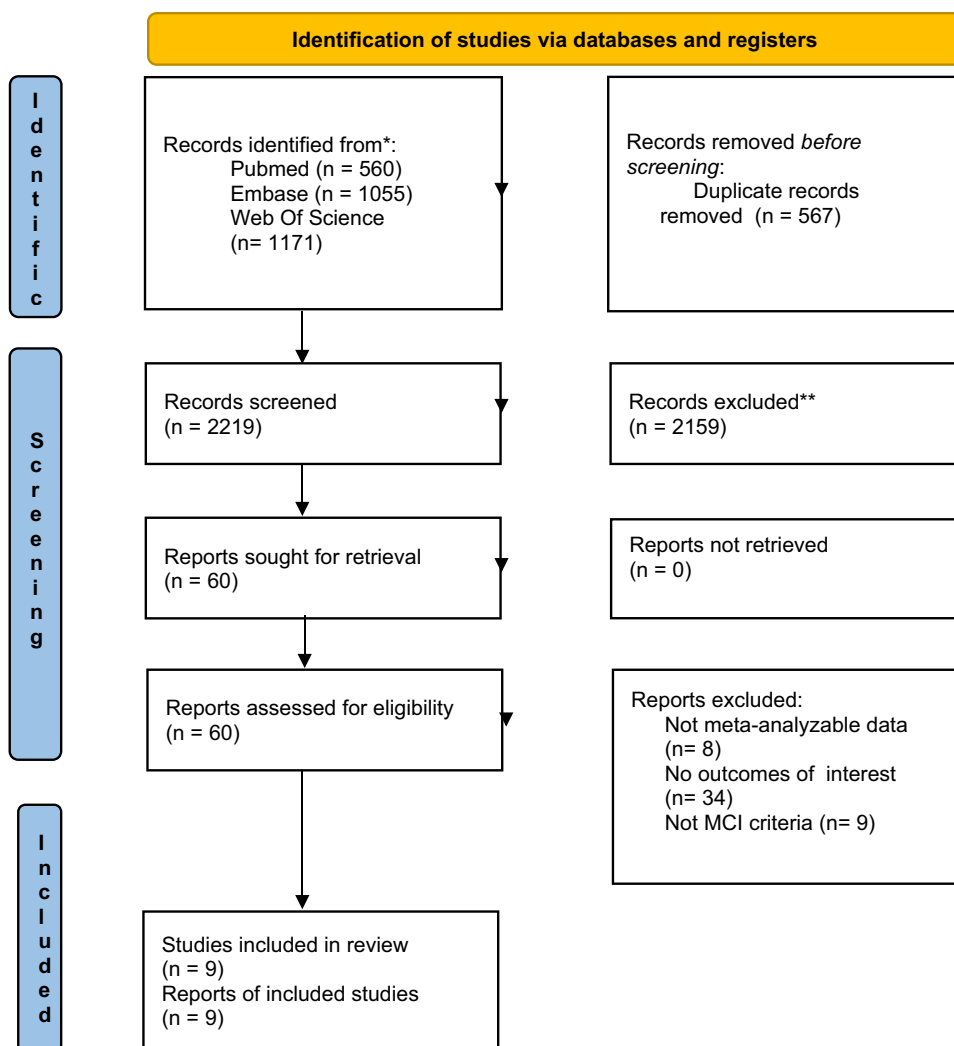 Identification of studies via databases and registers
Identific
Records identified from*:
Pubmed (n = 560)
Embase (n = 1055)
Web Of Science
(n= 1171)
Records removed before
screening:
Duplicate records
removed (n = 567)
Screening
Records screened
(n = 2219)
Records excluded**
(n = 2159)
Reports sought for retrieval
(n = 60)
Reports not retrieved
(n = 0)
Reports assessed for eligibility
(n = 60)
Reports excluded:
Not meta-analyzable data
(n= 8)
No outcomes of interest
(n= 34)
Not MCI criteria (n= 9)
Included
Studies included in review
(n = 9)
Reports of included studies
(n = 9)